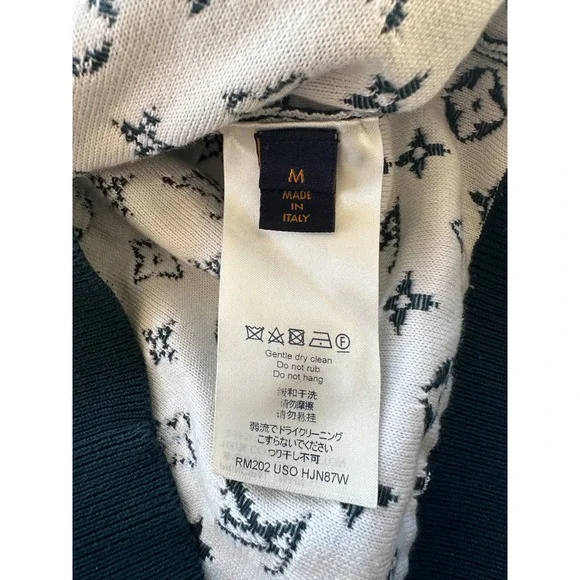 M
MADE
IN
ITALY
Gentle dry clean
Do not rub
Do not hang
缓和干洗
请勿摩擦
请勿悬挂
弱流でドライクリーニング
こすらないでください
つり干し不可
RM202 USO HJN87W